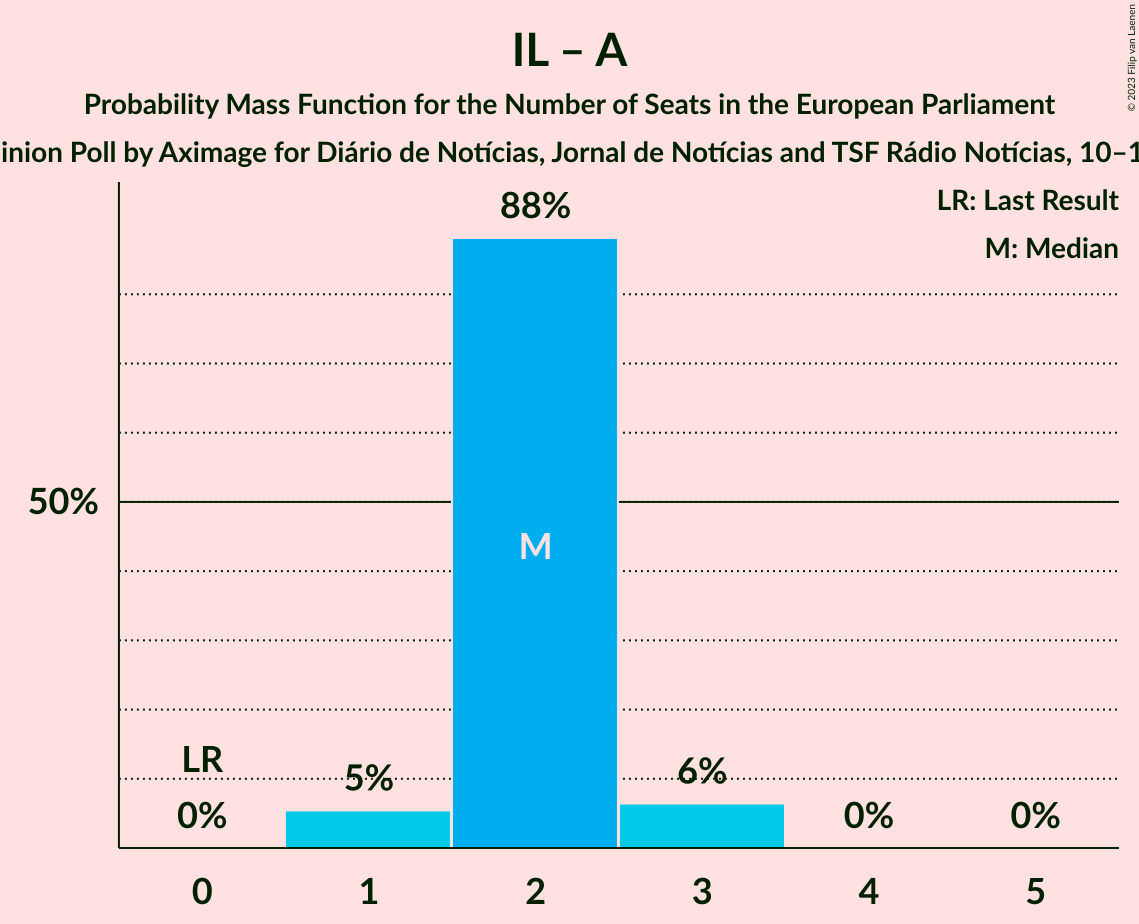 IL – A
Probability Mass Function for the Number of Seats in the European Parliament
inion Poll by Aximage for Diário de Notícias, Jornal de Notícias and TSF Rádio Notícias, 10–1
© 2023 Filip van Laenen
LR: Last Result
M: Median
88%
50%
M
LR
0%
5%
6%
0%
0%
0
1
2
3
4
5